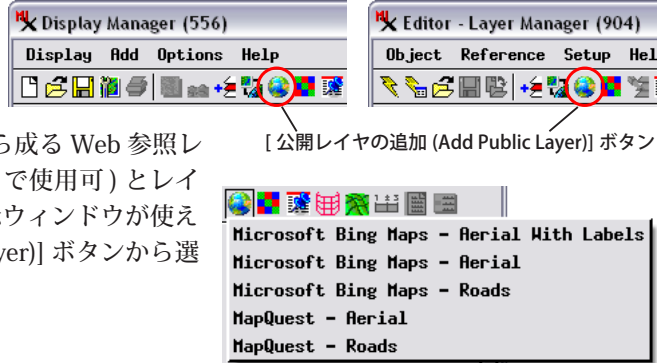 Display Manager (556)
Display Add Options Help
Editor - Layer Manager (904)
Object Reference Setup Hel
[ 公開レイヤの追加 (Add Public Layer)] ボタン
ら成る Web 参照レ
で使用可 ) とレイ
ウィンドウが使え
yer)] ボタンから選
Microsoft Bing Maps - Aerial With Labels
Microsoft Bing Maps - Aerial
Microsoft Bing Maps - Roads
MapQuest - Aerial
MapQuest - Roads